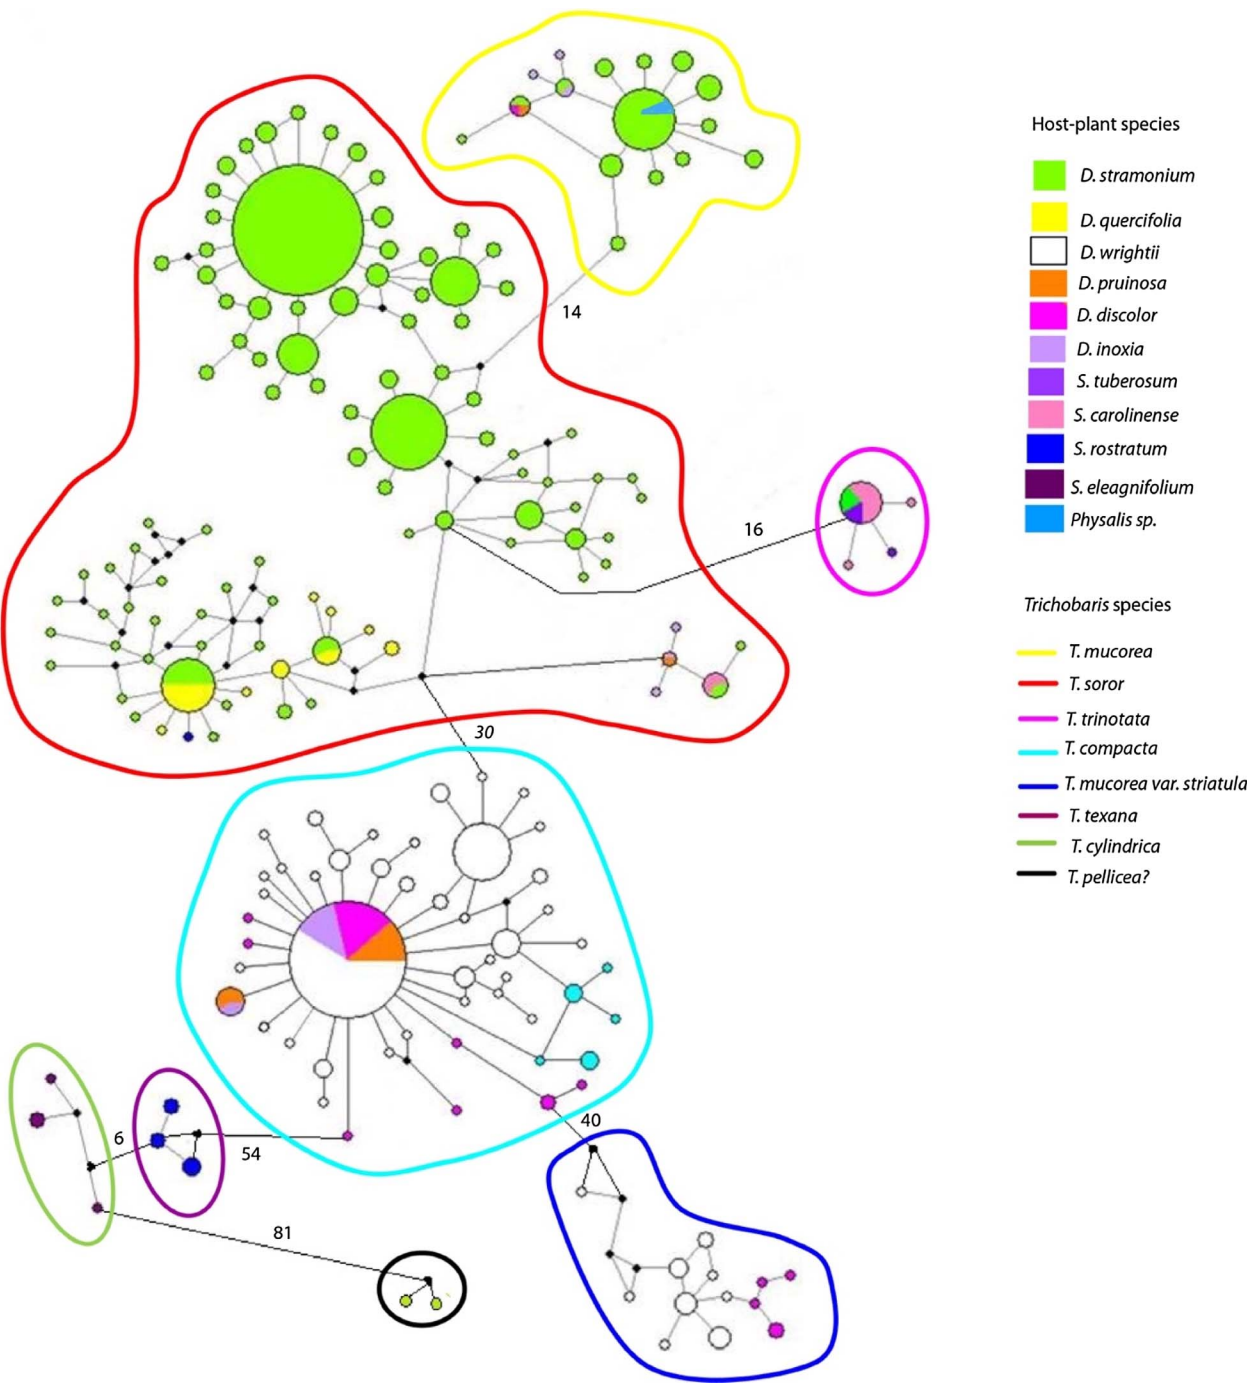 Host-plant species
D. stramonium
D. quercifolia
D. wrightii
D. pruinosa
D. discolor
D. inoxia
S. tuberosum
S. carolinense
S. rostratum
S. eleagnifolium
Physalis sp.
Trichobaris species
T. mucorea
T. soror
T. trinotata
T. compacta
T. mucorea var. striatula
T. texana
T. cylindrica
T. pellicea?
14
16
30
40
6
54
81